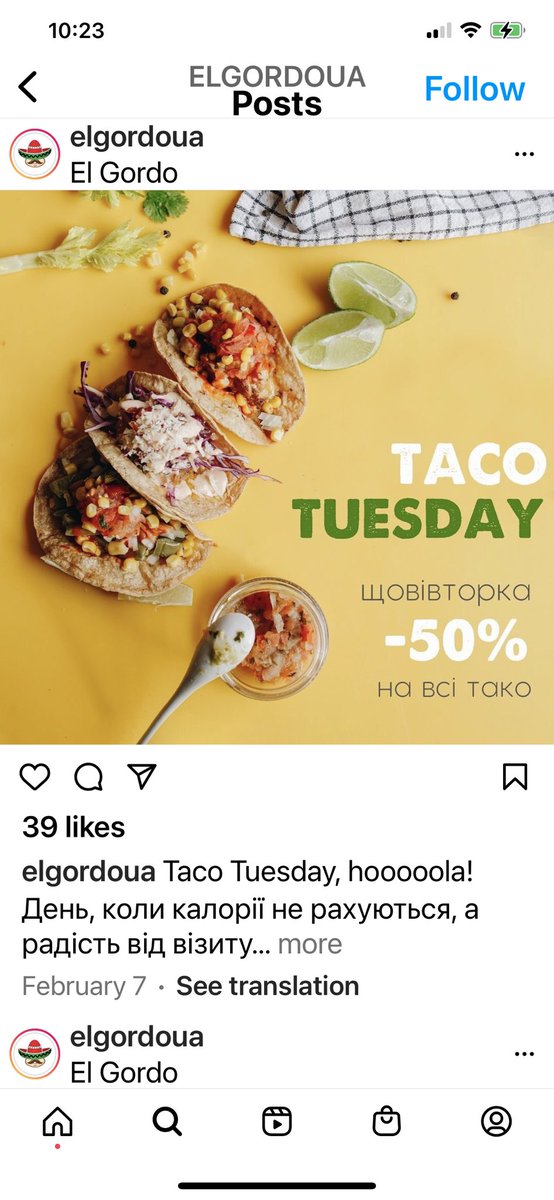 10:23
ELGORDOUA
Posts
Follow
elgordoua
El Gordo
TACO
TUESDAY
щовівторка
-50%
на всі тако
39 likes
elgordoua Taco Tuesday, hooooola!
День, коли калорії не рахуються, а
радість від візиту... more
February 7 · See translation
elgordoua
El Gordo